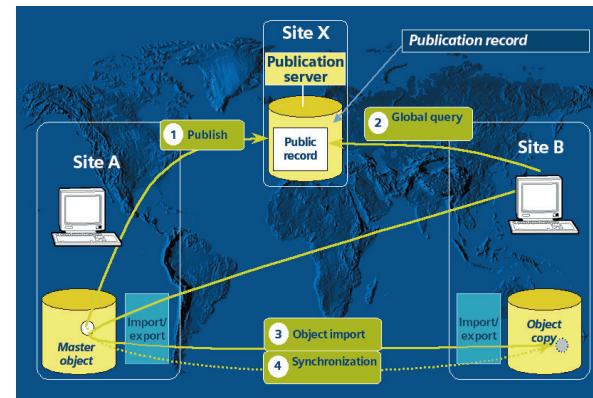 Site X
Publication record
Publication
server
1 Publish
2 Global query
Public
record
Site A
Site B
Import/
export
Master
object
3 Object import
4 Synchronization
Import/
export
Object
copy